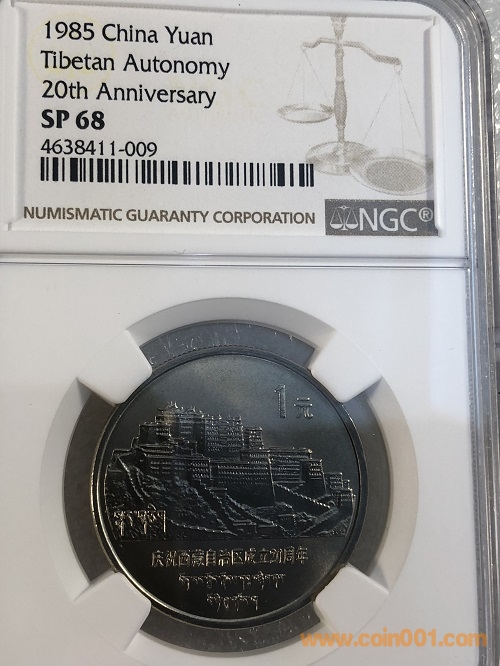 1985 China Yuan
Tibetan Autonomy
20th Anniversary
SP 68
4638411-009
NUMISMATIC GUARANTY CORPORATION
NGC®
1元
庆祝西藏自治区成立20周年
www.coin001.com